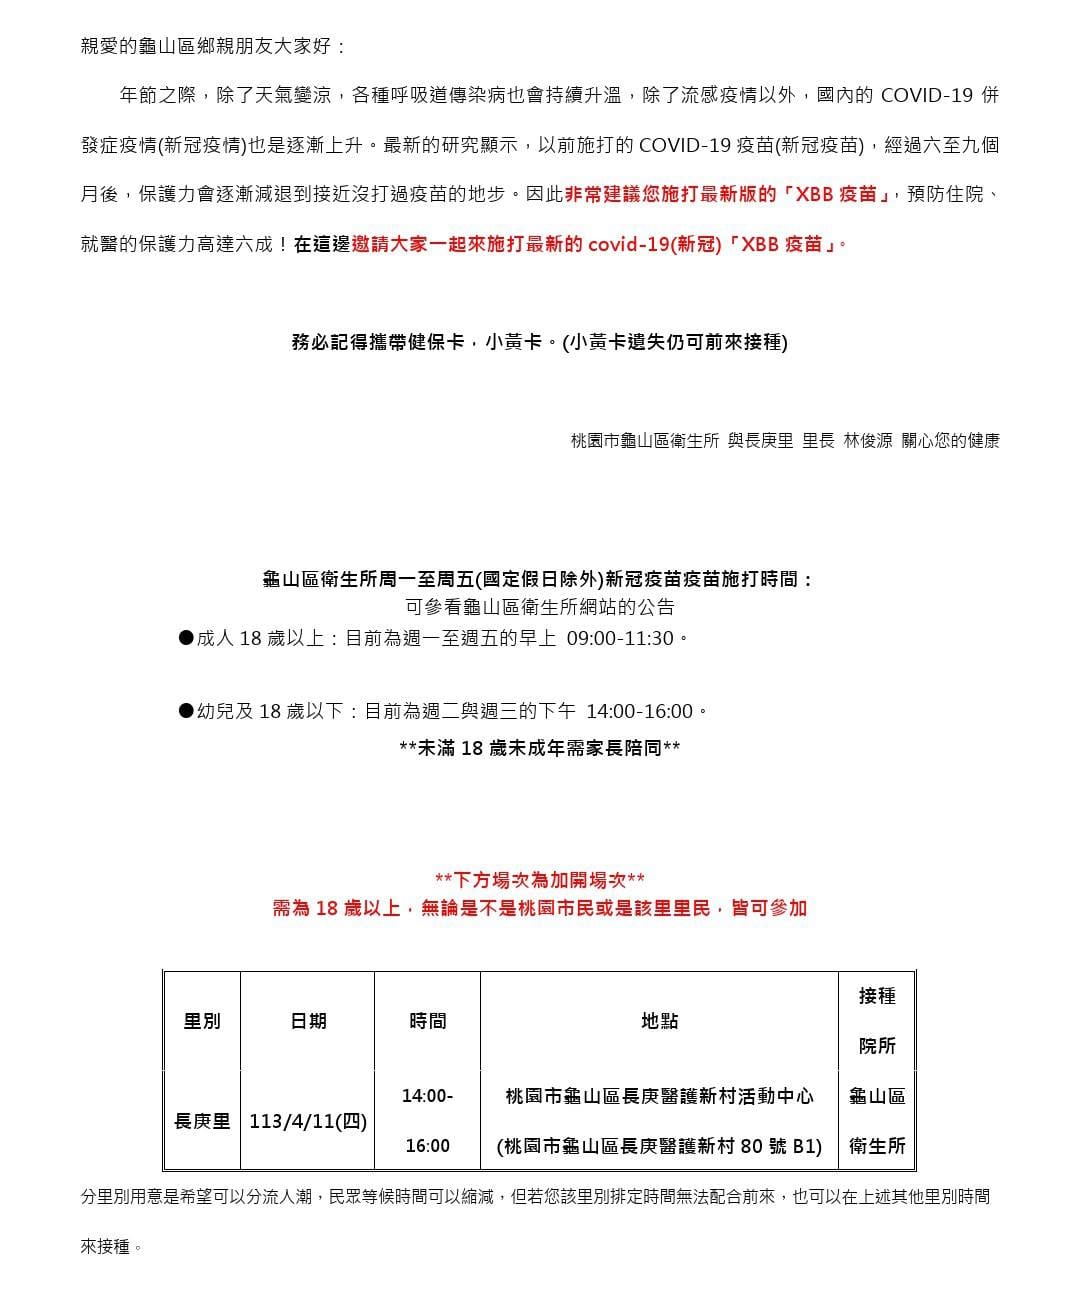 親愛的龜山區鄉親朋友大家好：
年節之際，除了天氣變涼，各種呼吸道傳染病也會持續升溫，除了流感疫情以外，國內的 COVID-19 併
發症疫情(新冠疫情)也是逐漸上升。最新的研究顯示，以前施打的 COVID-19 疫苗(新冠疫苗)，經過六至九個
月後，保護力會逐漸減退到接近沒打過疫苗的地步。因此非常建議您施打最新版的「XBB 疫苗」，預防住院、
就醫的保護力高達六成！在這邊邀請大家一起來施打最新的 covid-19(新冠)「XBB 疫苗」。
務必記得攜帶健保卡，小黃卡。(小黃卡遺失仍可前來接種)
桃園市龜山區衛生所 與長庚里 里長 林俊源 關心您的健康
龜山區衛生所周一至周五(國定假日除外)新冠疫苗疫苗施打時間：
可參看龜山區衛生所網站的公告
●成人 18 歲以上：目前為週一至週五的早上 09:00-11:30。
●幼兒及 18 歲以下：目前為週二與週三的下午 14:00-16:00。
**未滿 18 歲未成年需家長陪同**
**下方場次為加開場次**
需為 18 歲以上，無論是不是桃園市民或是該里里民，皆可參加
里別 日期 時間 地點 接種
院所
長庚里 113/4/11(四) 14:00- 桃園市龜山區長庚醫護新村活動中心 龜山區
16:00 (桃園市龜山區長庚醫護新村 80 號 B1) 衛生所
分里別用意是希望可以分流人潮，民眾等候時間可以縮減，但若您該里別排定時間無法配合前來，也可以在上述其他里別時間
來接種。